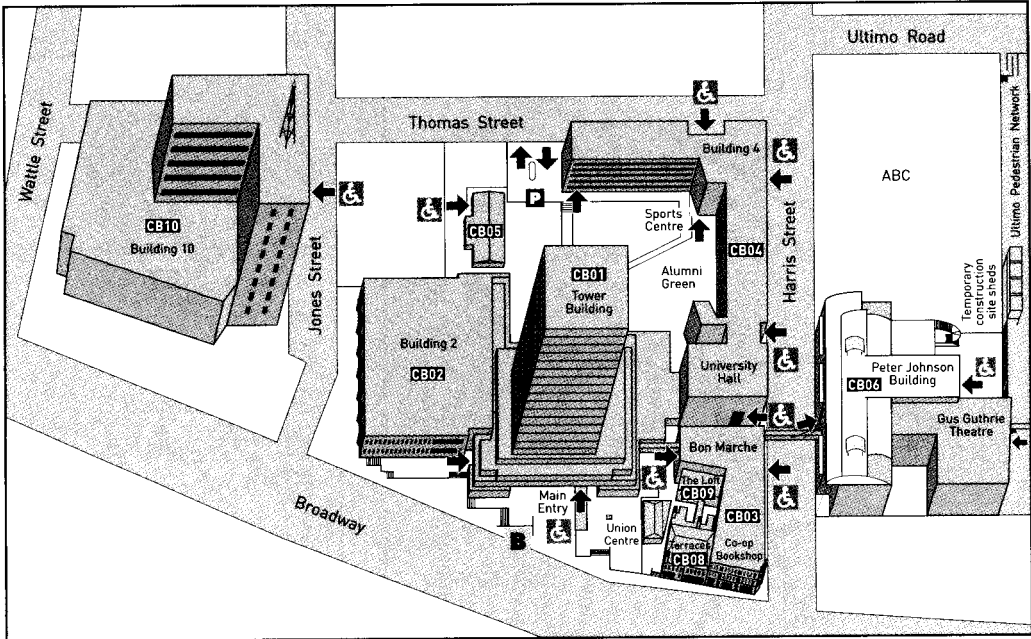 Ultimo Road
Wattle Street
Thomas Street
Building 4
Ultimo Pedestrian Network
ABC
P
CB10
Building 10
CB05
Sports
Centre
CB04
Harris Street
Jones Street
CB01
Tower
Building
Alumni
Green
Temporary
construction
site sheds
Building 2
CB02
University
Hall
Peter Johnson
Building
CB06
Gus Guthrie
Theatre
Bon Marche
The Loft
CB09
Main
Entry
CB03
Broadway
B
Union
Centre
Terraces
CB08
Co-op
Bookshop